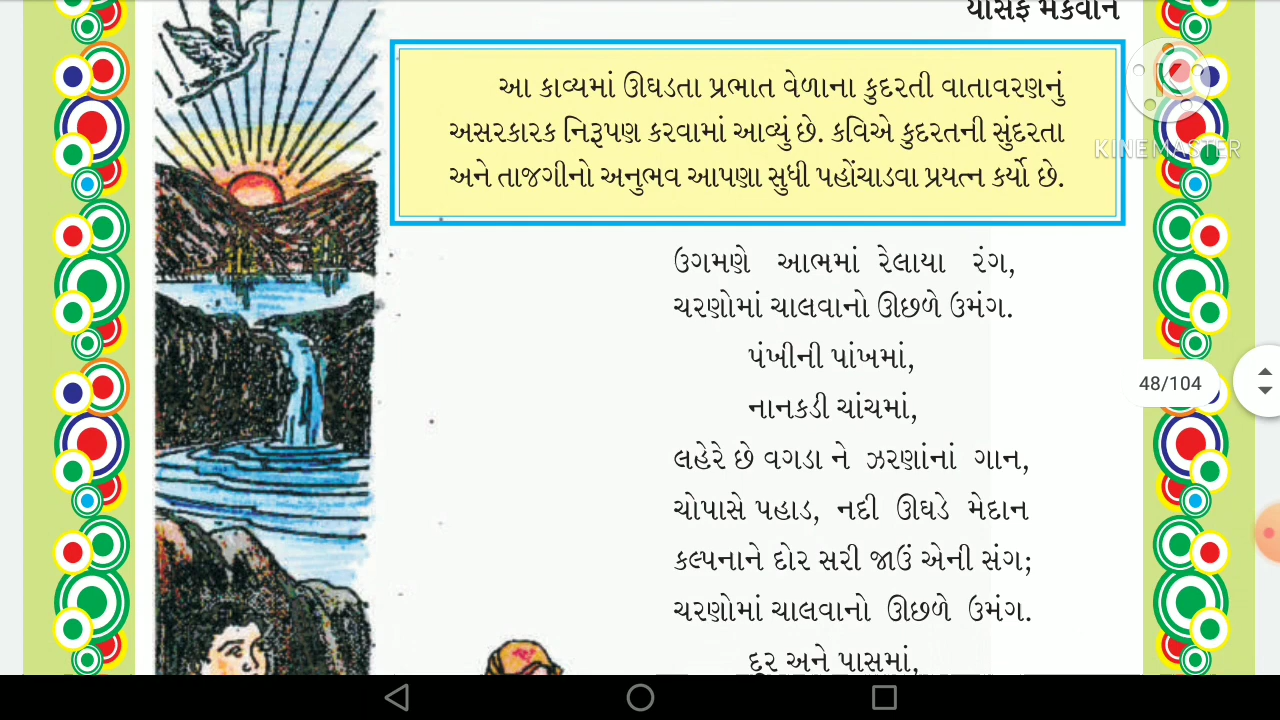 યોસેફ મેકવાન
આ કાવ્યમાં ઊઘડતા પ્રભાત વેળાના કુદરતી વાતાવરણનું
અસરકારક નિરૂપણ કરવામાં આવ્યું છે. કવિએ કુદરતની સુંદરતા
અને તાજગીનો અનુભવ આપણા સુધી પહોંચાડવા પ્રયત્ન કર્યો છે.
KINEMASTER
ઉગમણે આભમાં રેલાયા રંગ,
ચરણોમાં ચાલવાનો ઊછળે ઉમંગ.
પંખીની પાંખમાં,
48/104
નાનકડી ચાંચમાં,
લહેરે છે વગડા ને ઝરણાંનાં ગાન,
ચોપાસે પહાડ, નદી ઊઘડે મેદાન
કલ્પનાને દોર સરી જાઉં એની સંગ;
ચરણોમાં ચાલવાનો ઊછળે ઉમંગ.
દૂર અને પાસમાં,